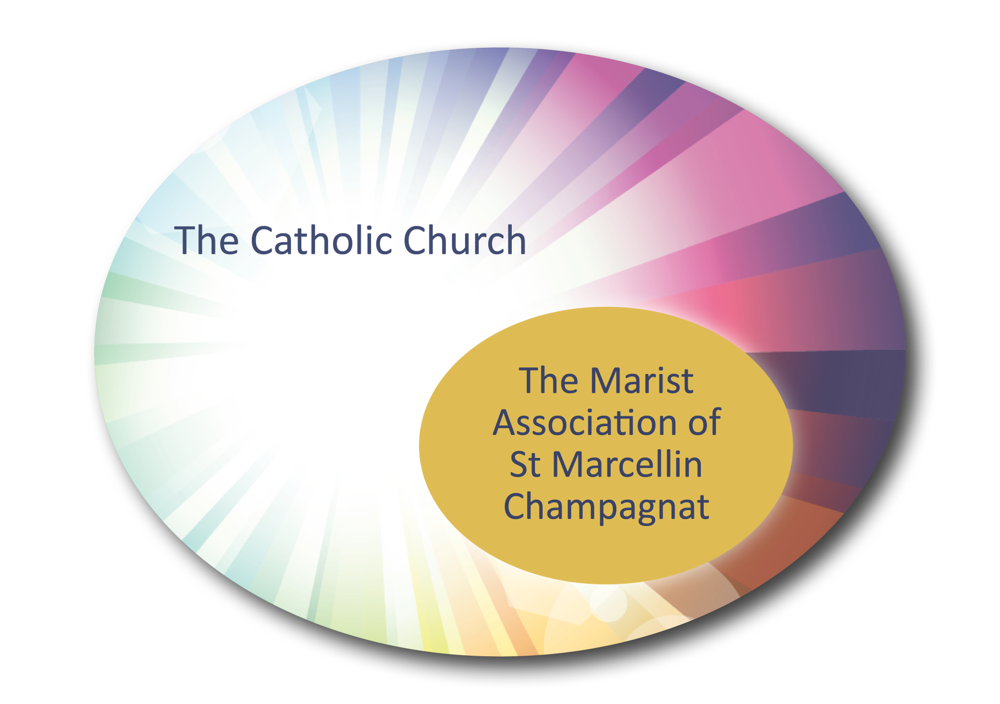 The Catholic Church
The Marist
Association of
St Marcellin
Champagnat